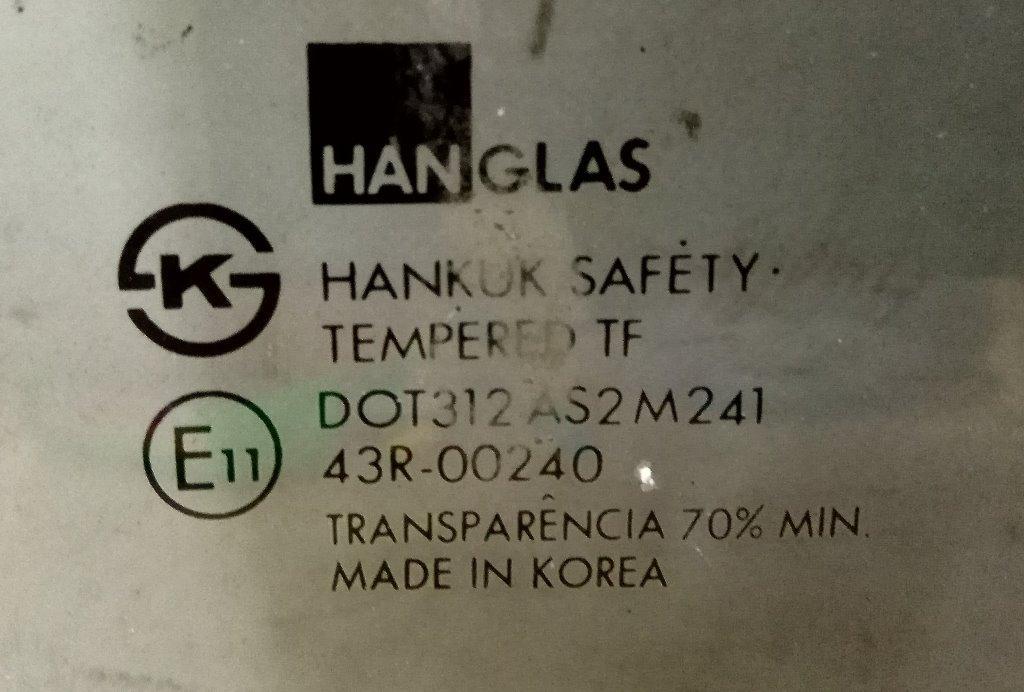 HANGLAS
K
HANKUK SAFETY
TEMPERED TF
DOT312 AS2 M241
E11
43R-00240
TRANSPARÊNCIA 70% MIN.
MADE IN KOREA